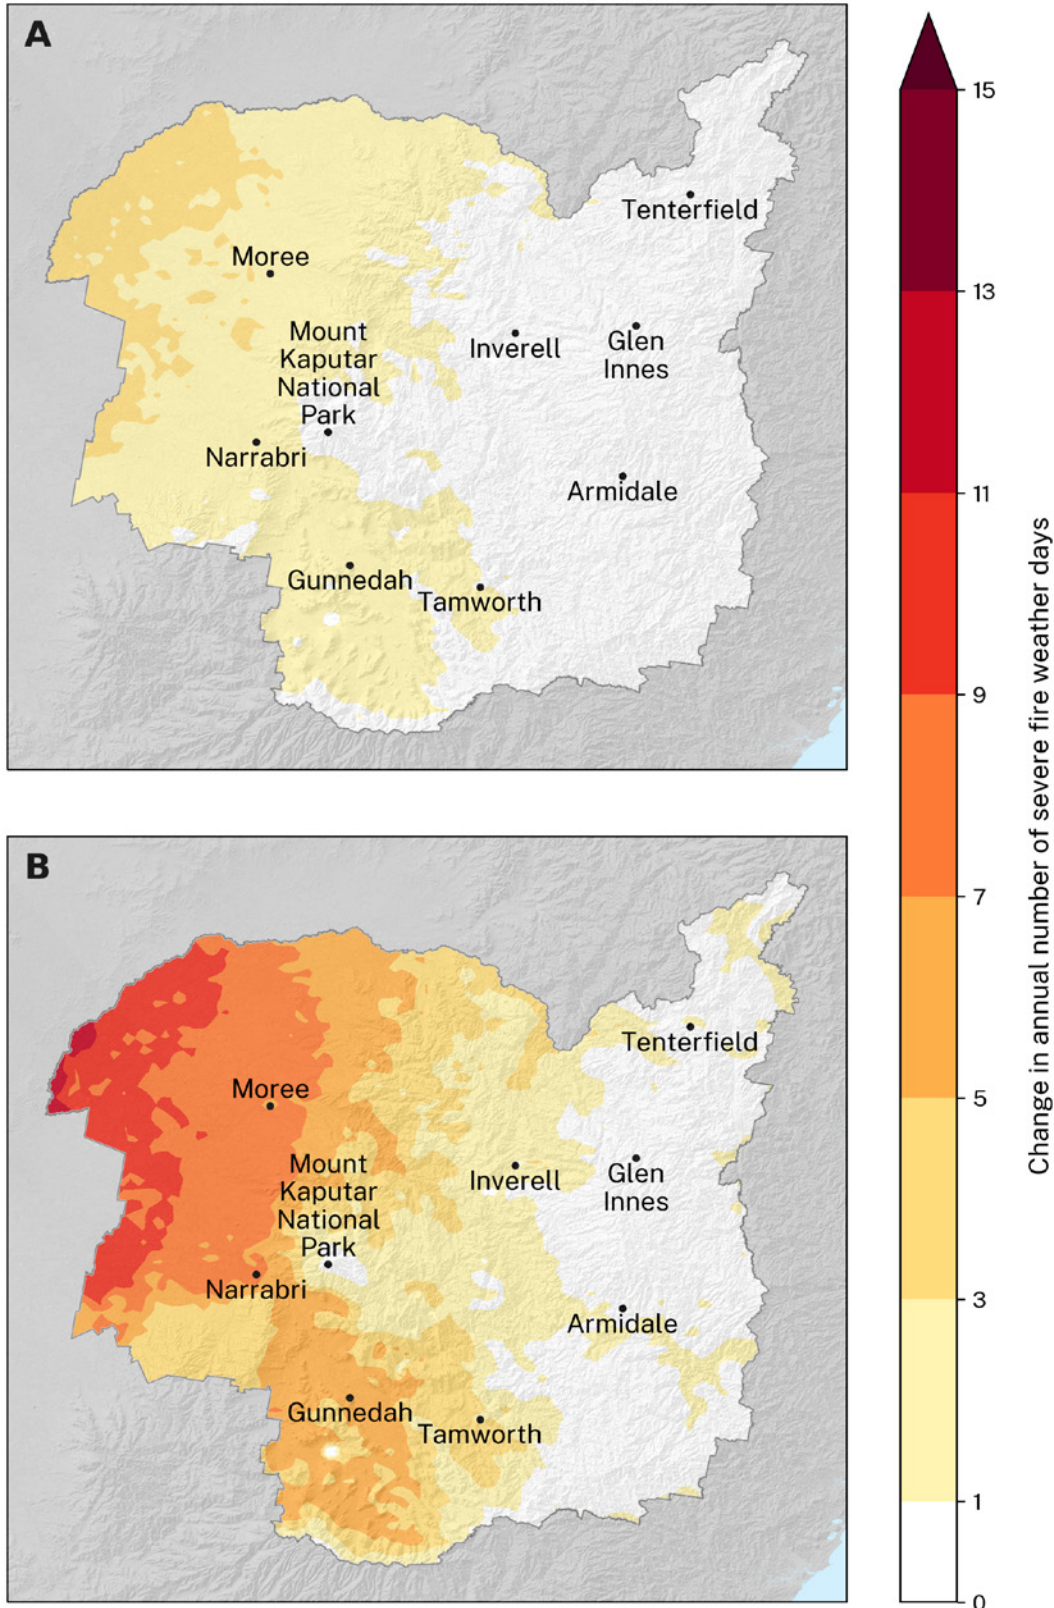 A
Tenterfield
Moree
Mount
Kaputar
National
Park
Inverell
Glen
Innes
Narrabri
Armidale
Gunnedah
Tamworth
B
Tenterfield
Moree
Mount
Kaputar
National
Park
Inverell
Glen
Innes
Narrabri
Armidale
Gunnedah
Tamworth
15
13
11
9
7
5
3
1
0
Change in annual number of severe fire weather days